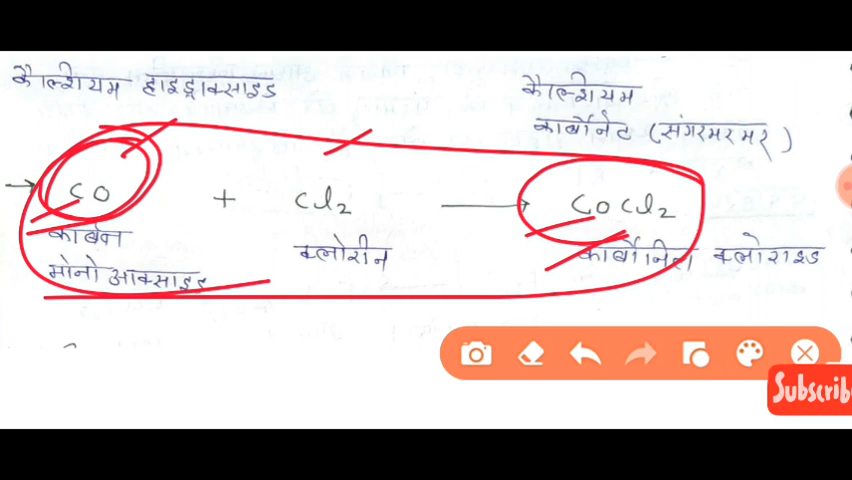 कैल्शियम हाइड्राक्साइड
कैल्शियम
कार्बोनेट (संगमरमर)
→ CO + Cl2 → COCl2
कार्बन
मोनो आक्साइड
क्लोरीन
कार्बोनिल क्लोराइड
Subscrib